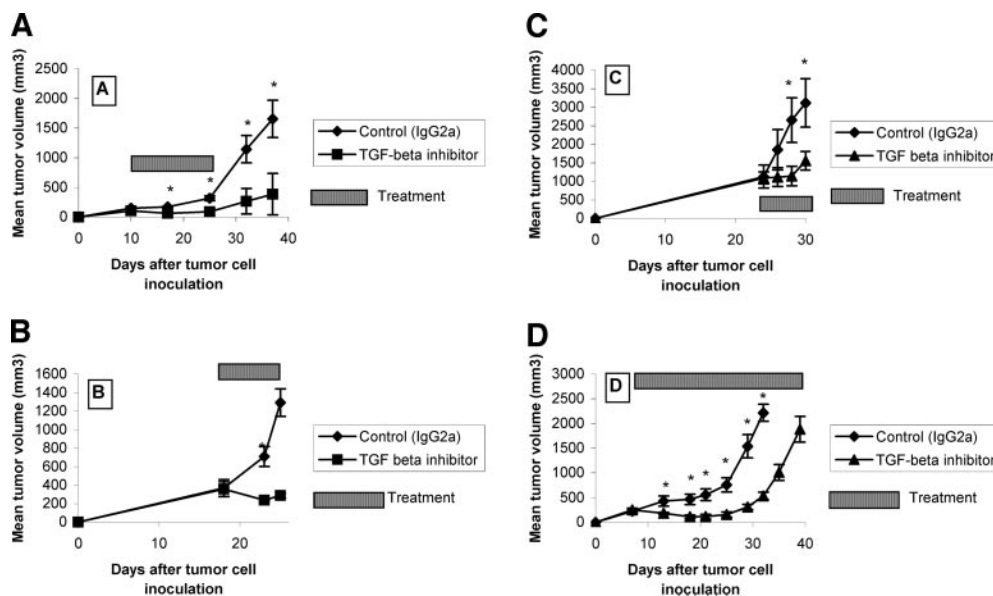 A
A
Mean tumor volume (mm3)
2500
2000
1500
1000
500
0
*
*
*
*
0 10 20 30 40
Days after tumor cell
inoculation
Control (IgG2a)
TGF-beta inhibitor
Treatment
C
C
Mean tumor volume (mm3)
4000
3500
3000
2500
2000
1500
1000
500
0
*
*
0 10 20 30
Days after tumor cell
inoculation
Control (IgG2a)
TGF beta inhibitor
Treatment
B
B
Mean tumor volume (mm3)
1600
1400
1200
1000
800
600
400
200
0
*
0 20
Days after tumor cell
inoculation
Control (IgG2a)
TGF beta inhibitor
Treatment
D
D
Mean tumor volume (mm3)
3000
2500
2000
1500
1000
500
0
*
*
*
*
*
*
0 10 20 30 40
Days after tumor cell
inoculation
Control (IgG2a)
TGF-beta inhibitor
Treatment